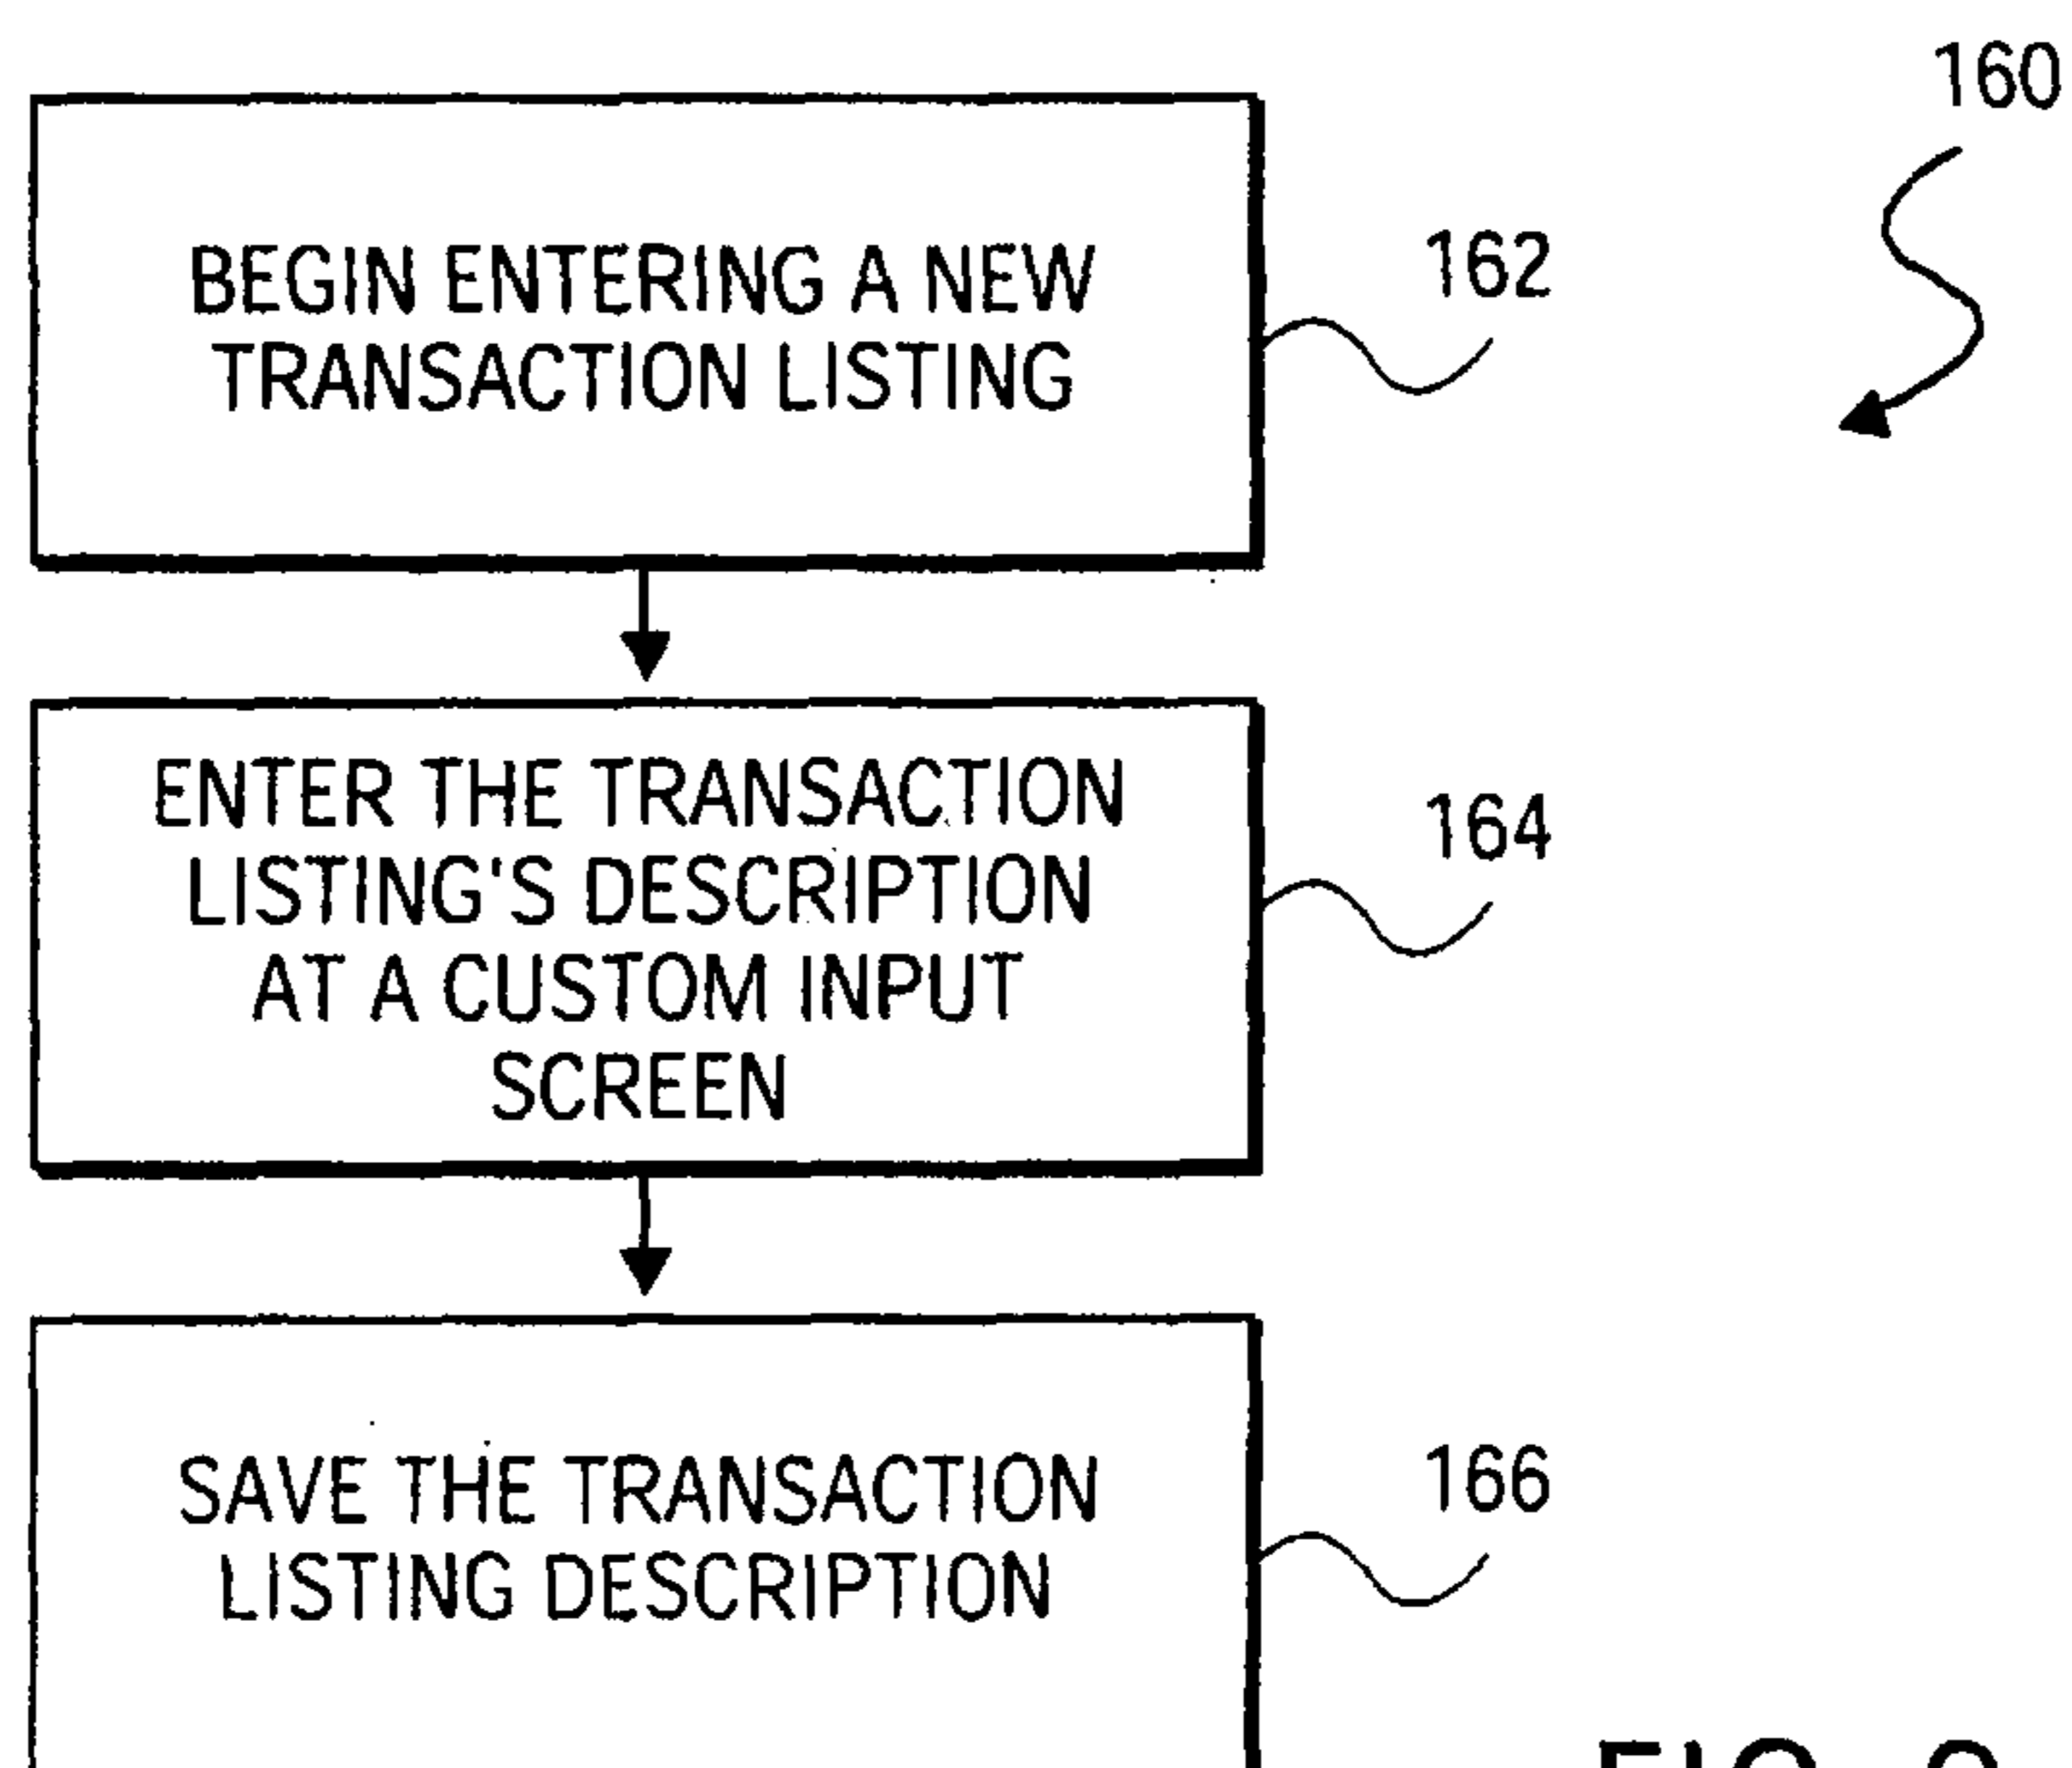 160
BEGIN ENTERING A NEW
TRANSACTION LISTING
162
ENTER THE TRANSACTION
LISTING'S DESCRIPTION
AT A CUSTOM INPUT
SCREEN
164
SAVE THE TRANSACTION
LISTING DESCRIPTION
166